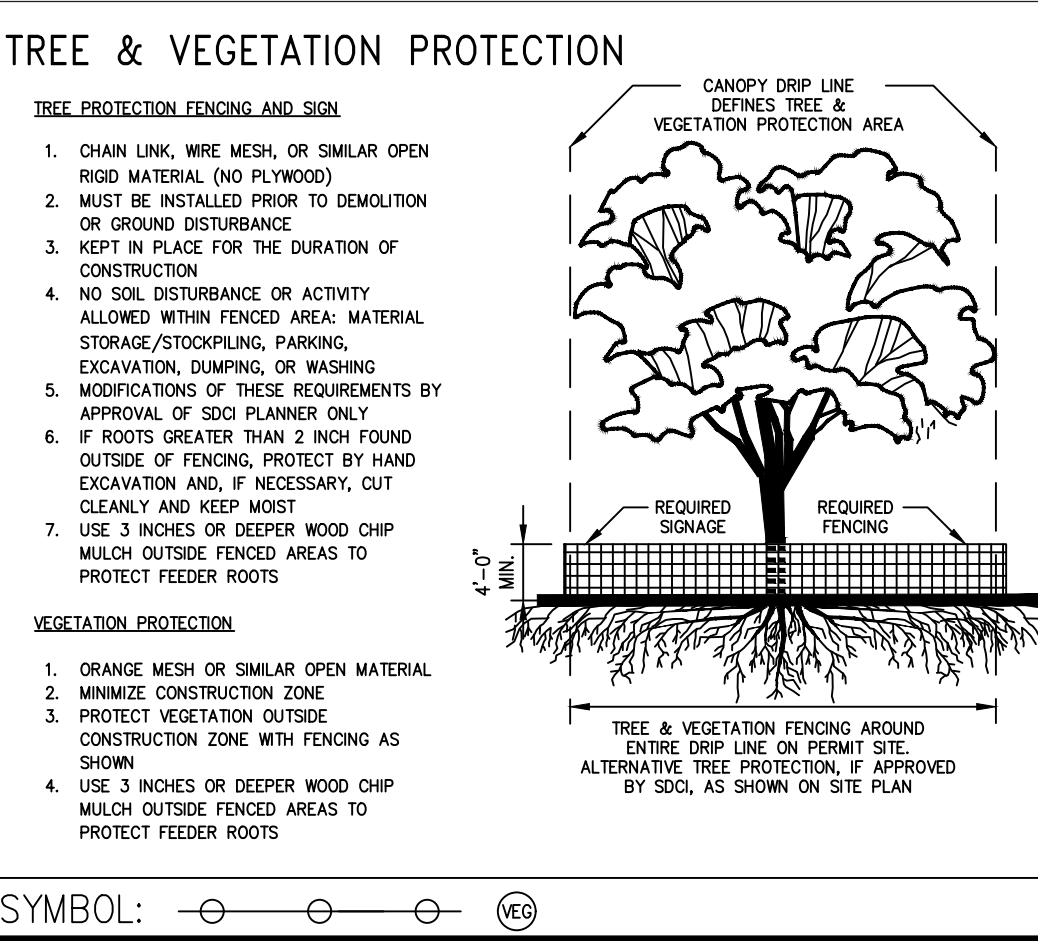 TREE & VEGETATION PROTECTION
TREE PROTECTION FENCING AND SIGN
1. CHAIN LINK, WIRE MESH, OR SIMILAR OPEN
RIGID MATERIAL (NO PLYWOOD)
2. MUST BE INSTALLED PRIOR TO DEMOLITION
OR GROUND DISTURBANCE
3. KEPT IN PLACE FOR THE DURATION OF
CONSTRUCTION
4. NO SOIL DISTURBANCE OR ACTIVITY
ALLOWED WITHIN FENCED AREA: MATERIAL
STORAGE/STOCKPILING, PARKING,
EXCAVATION, DUMPING, OR WASHING
5. MODIFICATIONS OF THESE REQUIREMENTS BY
APPROVAL OF SDCI PLANNER ONLY
6. IF ROOTS GREATER THAN 2 INCH FOUND
OUTSIDE OF FENCING, PROTECT BY HAND
EXCAVATION AND, IF NECESSARY, CUT
CLEANLY AND KEEP MOIST
7. USE 3 INCHES OR DEEPER WOOD CHIP
MULCH OUTSIDE FENCED AREAS TO
PROTECT FEEDER ROOTS
VEGETATION PROTECTION
1. ORANGE MESH OR SIMILAR OPEN MATERIAL
2. MINIMIZE CONSTRUCTION ZONE
3. PROTECT VEGETATION OUTSIDE
CONSTRUCTION ZONE WITH FENCING AS
SHOWN
4. USE 3 INCHES OR DEEPER WOOD CHIP
MULCH OUTSIDE FENCED AREAS TO
PROTECT FEEDER ROOTS
CANOPY DRIP LINE
DEFINES TREE &
VEGETATION PROTECTION AREA
REQUIRED
SIGNAGE
REQUIRED
FENCING
4'-0"
MIN.
TREE & VEGETATION FENCING AROUND
ENTIRE DRIP LINE ON PERMIT SITE.
ALTERNATIVE TREE PROTECTION, IF APPROVED
BY SDCI, AS SHOWN ON SITE PLAN
SYMBOL:
VEG